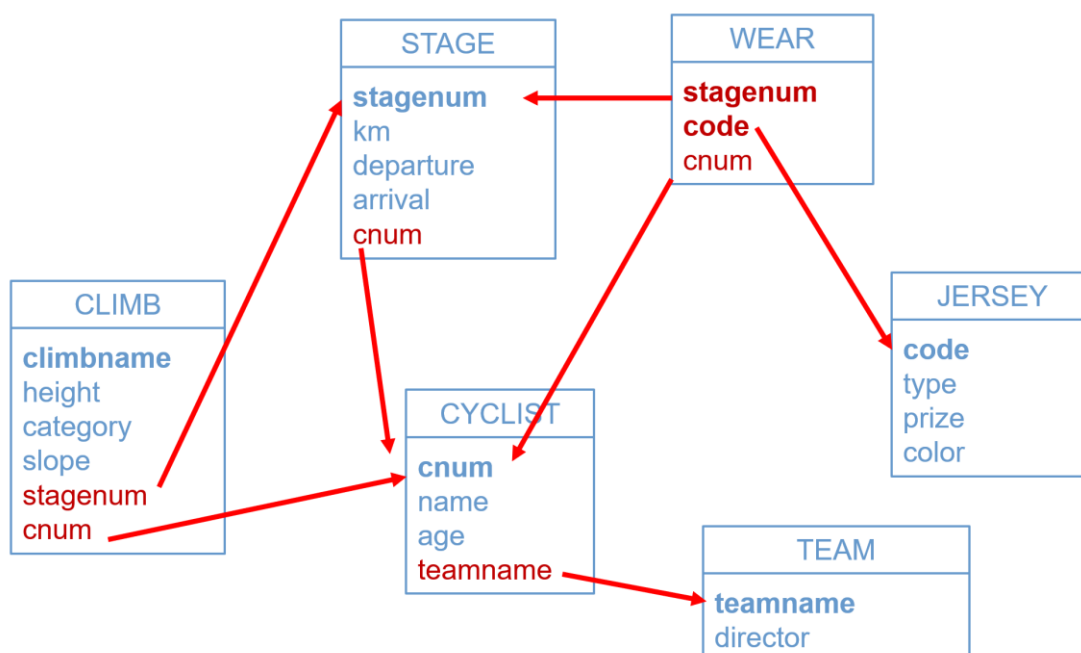 STAGE
stagenum
km
departure
arrival
cnum
WEAR
stagenum
code
cnum
CLIMB
climbname
height
category
slope
stagenum
cnum
CYCLIST
cnum
name
age
teamname
JERSEY
code
type
prize
color
TEAM
teamname
director